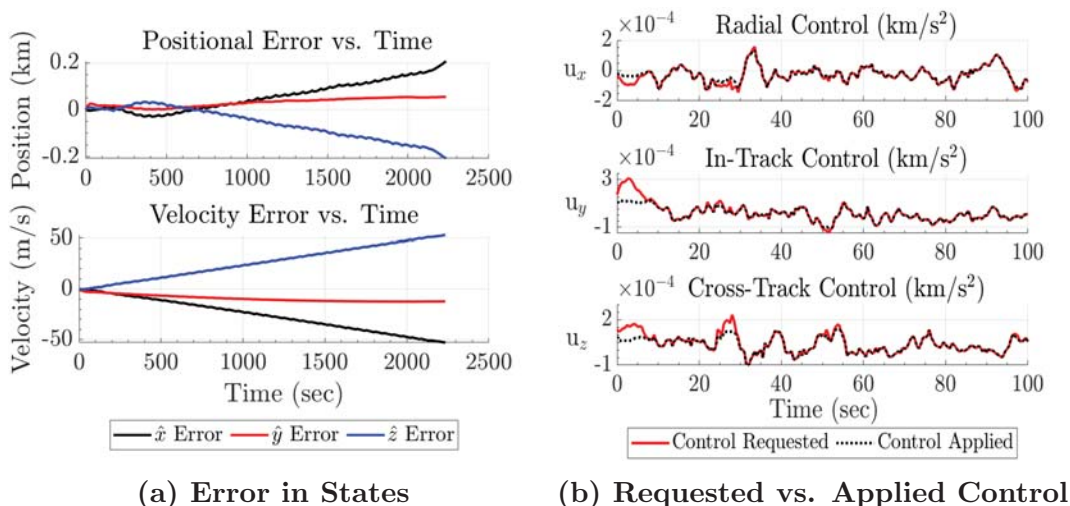 Positional Error vs. Time
Position (km)
0.2
0
-0.2
0 500 1000 1500 2000 2500
Velocity Error vs. Time
Velocity (m/s)
50
0
-50
0 500 1000 1500 2000 2500
Time (sec)
x̂ Error ŷ Error ẑ Error
(a) Error in States
×10⁻⁴
Radial Control (km/s²)
uₓ
2
0
-2
0 20 40 60 80 100
×10⁻⁴
In-Track Control (km/s²)
u_y
3
-1
0 20 40 60 80 100
×10⁻⁴
Cross-Track Control (km/s²)
u_z
2
-1
0 20 40 60 80 100
Time (sec)
Control Requested Control Applied
(b) Requested vs. Applied Control